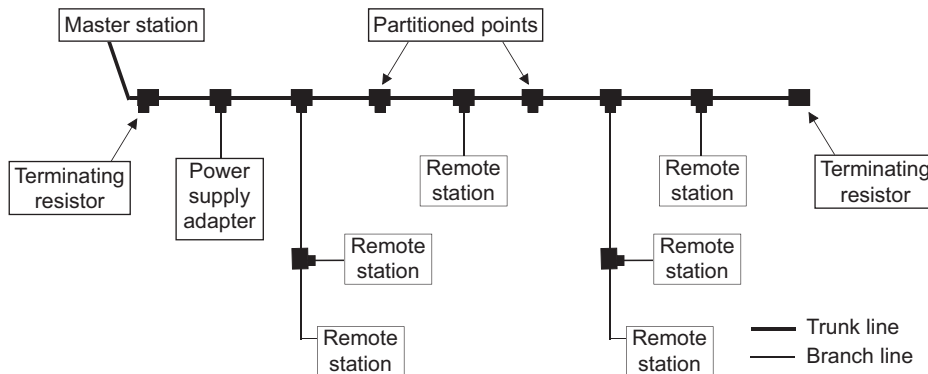 Master station
Partitioned points
Terminating
resistor
Power
supply
adapter
Remote
station
Remote
station
Terminating
resistor
Remote
station
Remote
station
Remote
station
Remote
station
Trunk line
Branch line